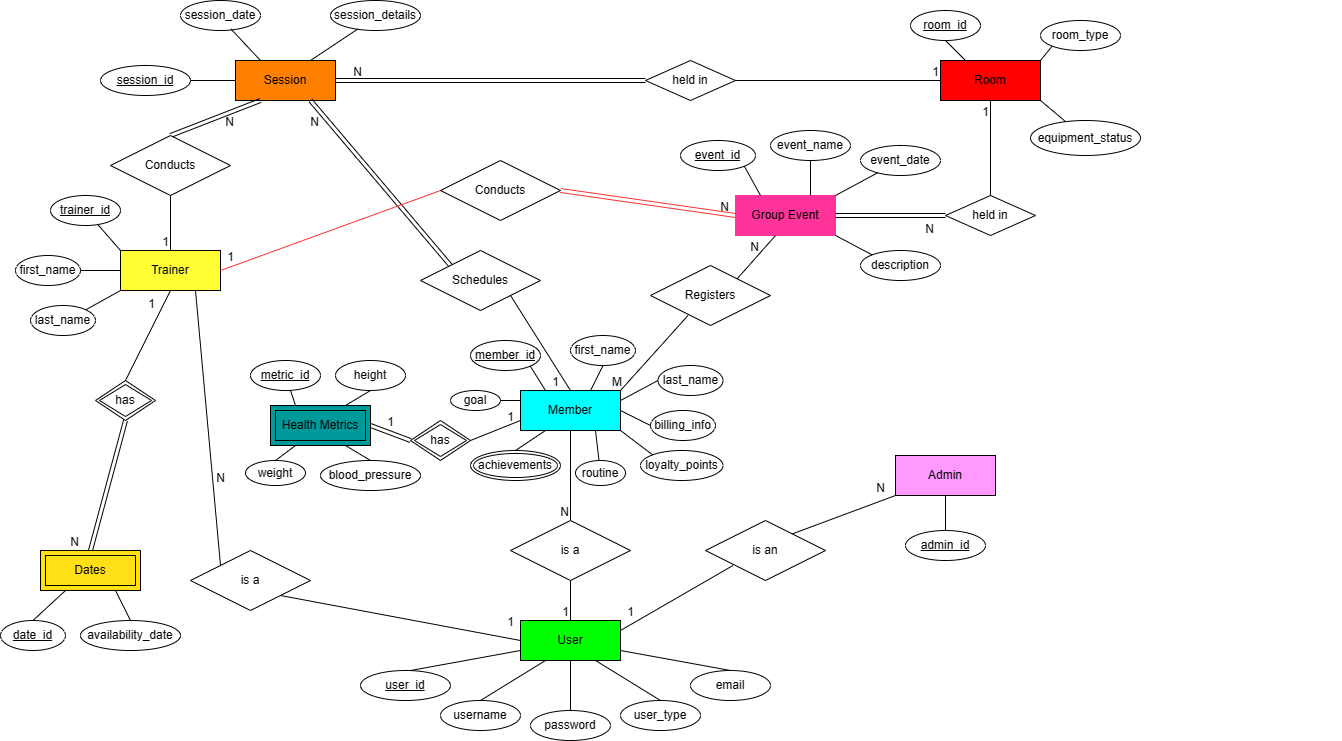 session_date
session_details
room_id
room_type
session_id
Session
N
held in
1
Room
1
equipment_status
N
N
Conducts
event_id
event_name
event_date
trainer_id
Conducts
N
Group Event
N
held in
1
1
N
description
first_name
Trainer
Schedules
Registers
1
last_name
member_id
first_name
metric_id
height
1
M
last_name
goal
Member
has
Health Metrics
1
has
1
billing_info
weight
blood_pressure
achievements
routine
loyalty_points
N
N
Admin
N
N
is a
is an
admin_id
Dates
is a
1
1
1
date_id
availability_date
User
user_id
email
username
password
user_type